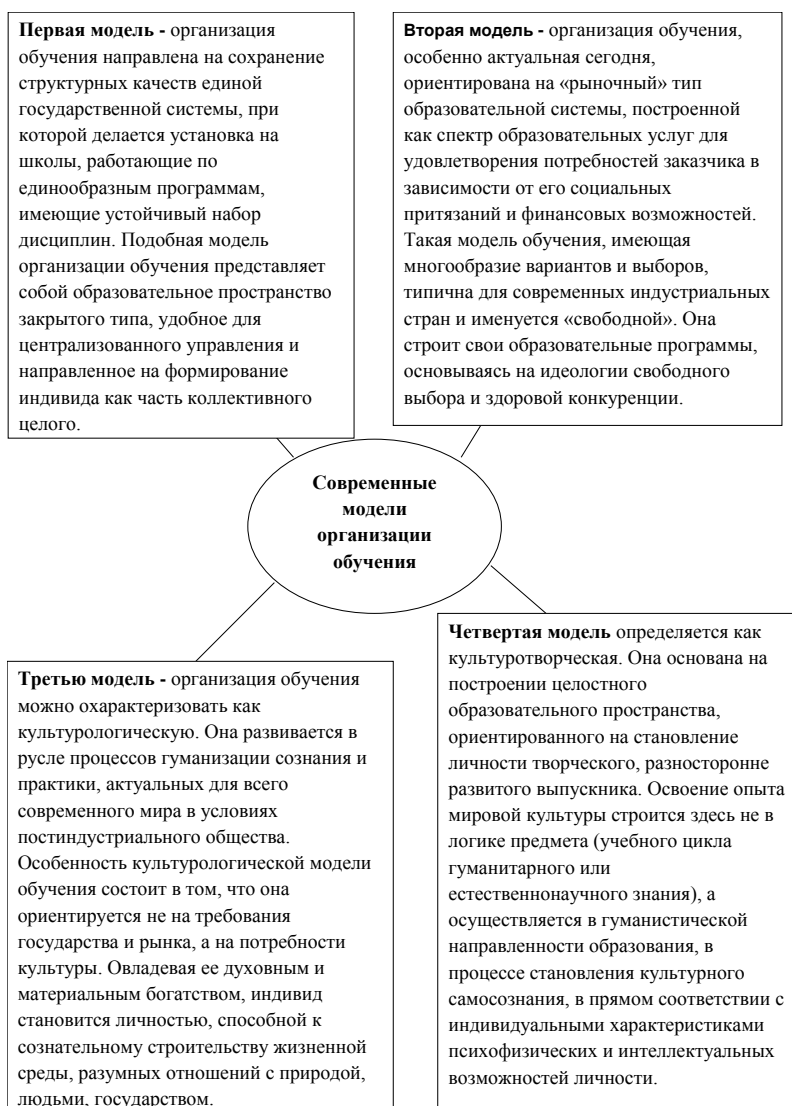 Первая модель - организация
обучения направлена на сохранение
структурных качеств единой
государственной системы, при
которой делается установка на
школы, работающие по
единообразным программам,
имеющие устойчивый набор
дисциплин. Подобная модель
организации обучения представляет
собой образовательное пространство
закрытого типа, удобное для
централизованного управления и
направленное на формирование
индивида как часть коллективного
целого.
Вторая модель - организация обучения,
особенно актуальная сегодня,
ориентирована на «рыночный» тип
образовательной системы, построенной
как спектр образовательных услуг для
удовлетворения потребностей заказчика в
зависимости от его социальных
притязаний и финансовых возможностей.
Такая модель обучения, имеющая
многообразие вариантов и выборов,
типична для современных индустриальных
стран и именуется «свободной». Она
строит свои образовательные программы,
основываясь на идеологии свободного
выбора и здоровой конкуренции.
Современные
модели
организации
обучения
Третью модель - организация обучения
можно охарактеризовать как
культурологическую. Она развивается в
русле процессов гуманизации сознания и
практики, актуальных для всего
современного мира в условиях
постиндустриального общества.
Особенность культурологической модели
обучения состоит в том, что она
ориентируется не на требования
государства и рынка, а на потребности
культуры. Овладевая ее духовным и
материальным богатством, индивид
становится личностью, способной к
сознательному строительству жизненной
среды, разумных отношений с природой,
людьми, государством.
Четвертая модель определяется как
культуротворческая. Она основана на
построении целостного
образовательного пространства,
ориентированного на становление
личности творческого, разносторонне
развитого выпускника. Освоение опыта
мировой культуры строится здесь не в
логике предмета (учебного цикла
гуманитарного или
естественнонаучного знания), а
осуществляется в гуманистической
направленности образования, в
процессе становления культурного
самосознания, в прямом соответствии с
индивидуальными характеристиками
психофизических и интеллектуальных
возможностей личности.